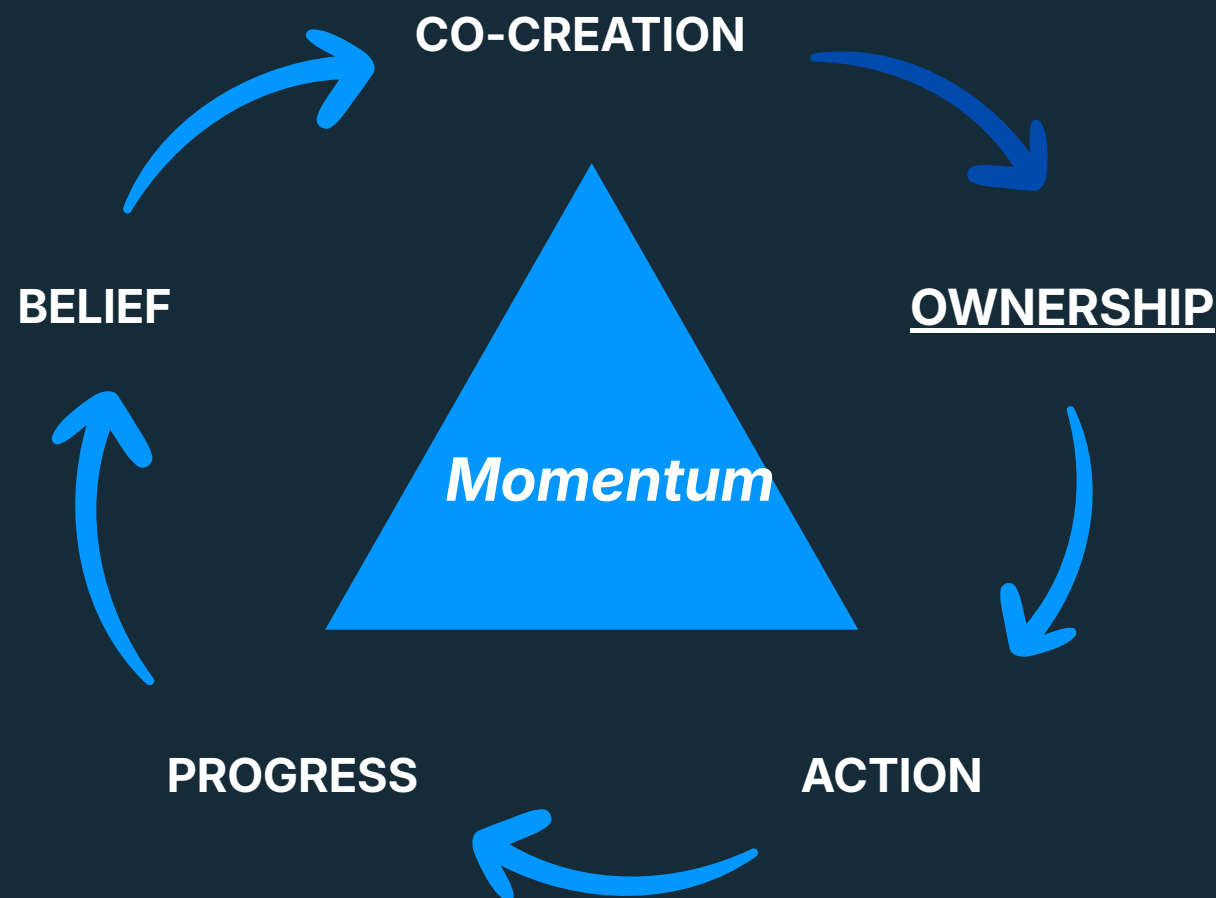 CO-CREATION
BELIEF
OWNERSHIP
Momentum
PROGRESS
ACTION